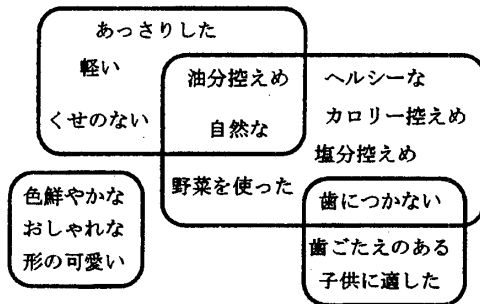 あっさりした
軽い
くせのない
油分控えめ
自然な
野菜を使った
ヘルシーな
カロリー控えめ
塩分控えめ
色鮮やかな
おしゃれな
形の可愛い
歯につかない
歯ごたえのある
子供に適した